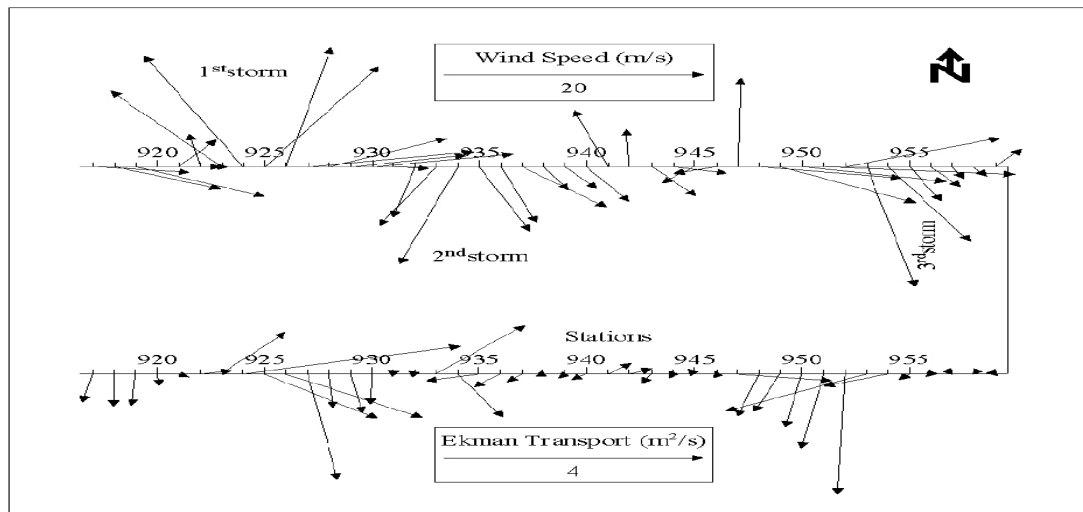 1st storm
Wind Speed (m/s)
20
N
920 925 930 935 940 945 950 955
2nd storm
3rd storm
Stations
920 925 930 935 940 945 950 955
Ekman Transport (m²/s)
4